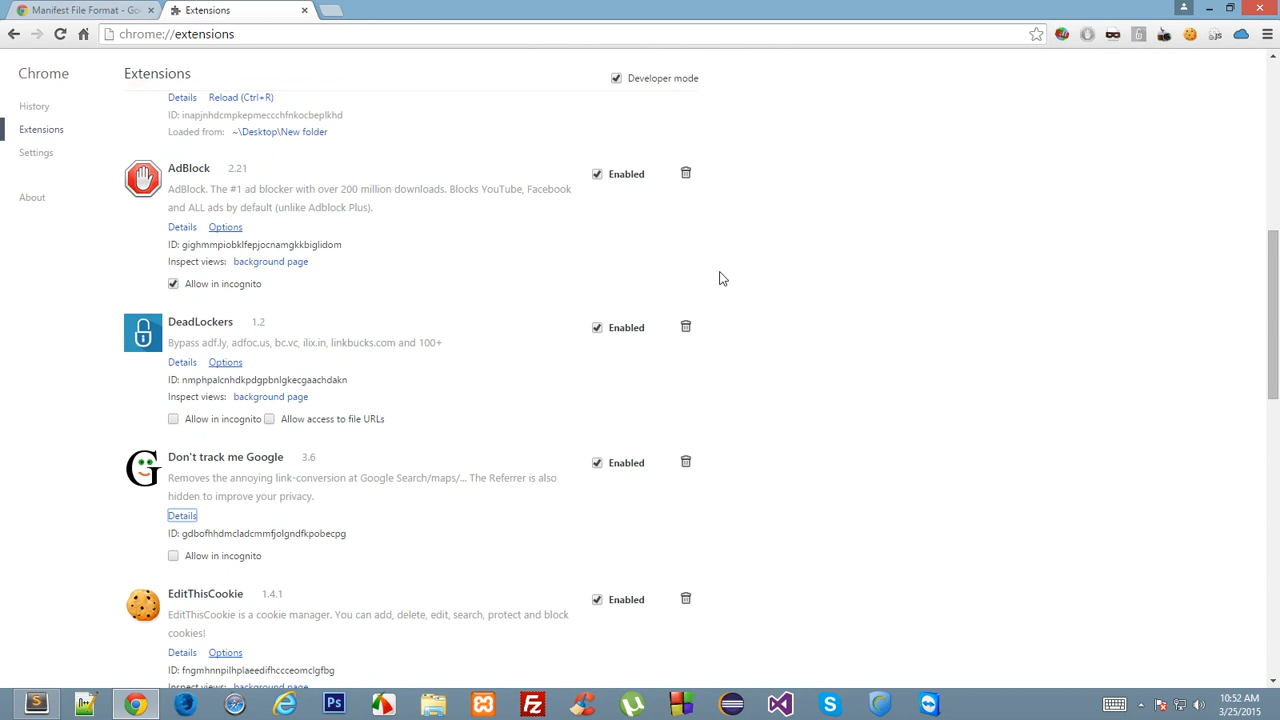 Manifest File Format - Go
Extensions
chrome://extensions
Chrome
History
Extensions
Settings
About
Extensions
Developer mode
Details Reload (Ctrl+R)
ID: inapjnhdcmpkepmeccchfnkocbeplkhd
Loaded from: ~\Desktop\New folder
AdBlock 2.21
Enabled
AdBlock. The #1 ad blocker with over 200 million downloads. Blocks YouTube, Facebook
and ALL ads by default (unlike Adblock Plus).
Details Options
ID: gighmmpiobklfepjocnamgkkbiglidom
Inspect views: background page
Allow in incognito
DeadLockers 1.2
Enabled
Bypass adf.ly, adfoc.us, bc.vc, ilix.in, linkbucks.com and 100+
Details Options
ID: nmphpalcnhdkpdgpbnlgkecgaachdakn
Inspect views: background page
Allow in incognito Allow access to file URLs
Don't track me Google 3.6
Enabled
Removes the annoying link-conversion at Google Search/maps/... The Referrer is also
hidden to improve your privacy.
Details
ID: gdbofhhdmcladcmmfjolgndfkpobecpg
Allow in incognito
EditThisCookie 1.4.1
Enabled
EditThisCookie is a cookie manager. You can add, delete, edit, search, protect and block
cookies!
Details Options
ID: fngmhnnpilhplaeedifhccceomclgfbg
Inspect views: background page
10:52 AM
3/25/2015